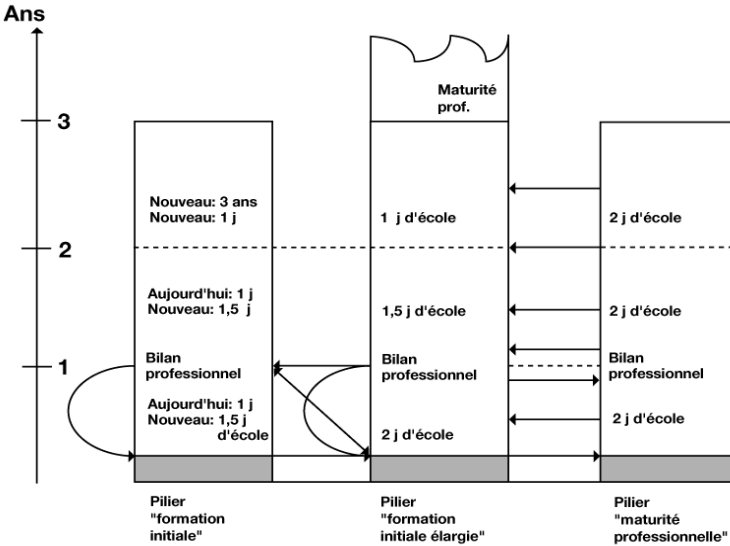 Ans
Maturité
prof.
3
Nouveau: 3 ans
Nouveau: 1 j
1 j d'école
2 j d'école
2
Aujourd'hui: 1 j
Nouveau: 1,5 j
1,5 j d'école
2 j d'école
1
Bilan
professionnel
Bilan
professionnel
Bilan
professionnel
Aujourd'hui: 1 j
Nouveau: 1,5 j
d'école
2 j d'école
2 j d'école
Pilier
"formation
initiale"
Pilier
"formation
initiale élargie"
Pilier
"maturité
professionnelle"